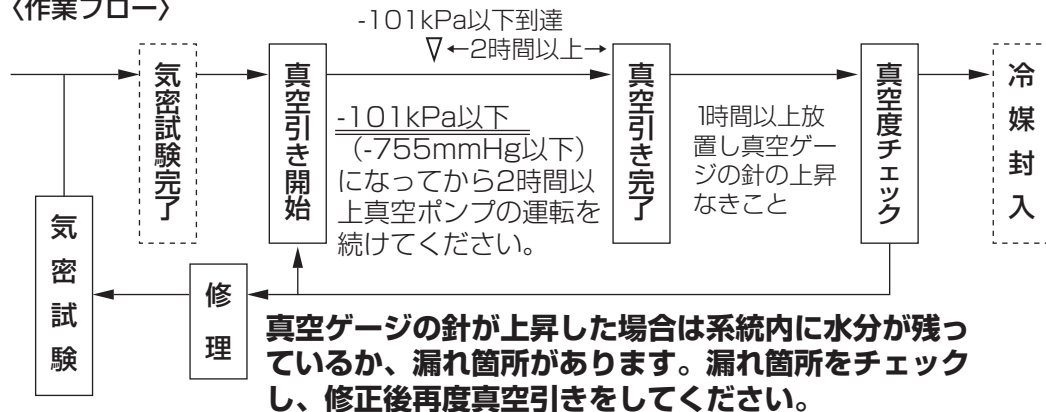 〈作業フロー〉
-101kPa以下到達
▽←2時間以上→
気密試験完了
真空引き開始
-101kPa以下
(-755mmHg以下)
になってから2時間以
上真空ポンプの運転を
続けてください。
真空引き完了
1時間以上放
置し真空ゲー
ジの針の上昇
なきこと
真空度チェック
冷媒封入
気密試験
修理
真空ゲージの針が上昇した場合は系統内に水分が残っ
ているか、漏れ箇所があります。漏れ箇所をチェック
し、修正後再度真空引きをしてください。